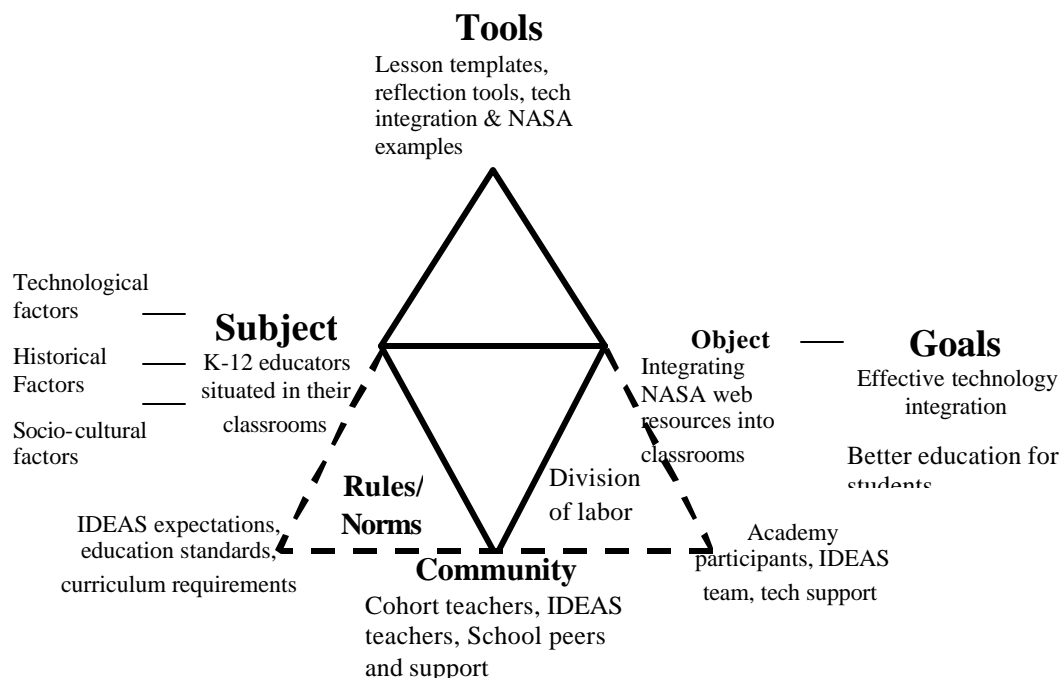 Tools
Lesson templates,
reflection tools, tech
integration & NASA
examples
Technological
factors
Historical
Factors
Socio-cultural
factors
Subject
K-12 educators
situated in their
classrooms
Object
Integrating
NASA web
resources into
classrooms
Goals
Effective technology
integration
Better education for
students
Rules/
Norms
IDEAS expectations,
education standards,
curriculum requirements
Division
of labor
Academy
participants, IDEAS
team, tech support
Community
Cohort teachers, IDEAS
teachers, School peers
and support